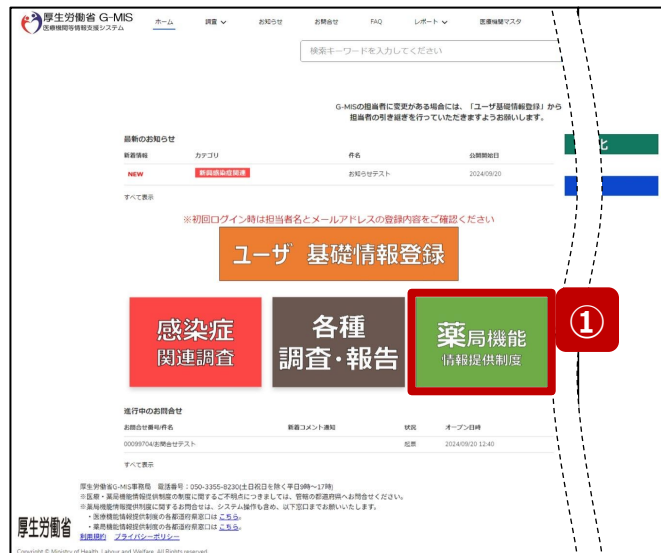 厚生労働省 G-MIS
医療機関等情報支援システム
ホーム 調査 お知らせ お問合せ FAQ レポート 医療機関マスタ
検索キーワードを入力してください
G-MISの担当者に変更がある場合には、「ユーザ基礎情報登録」から
担当者の引き継ぎを行っていただきますようお願いします。
最新のお知らせ
新着情報 カテゴリ 件名 公開開始日
NEW 新興感染症関連 お知らせテスト 2024/09/20
すべて表示
※初回ログイン時は担当者名とメールアドレスの登録内容をご確認ください
ユーザ 基礎情報登録
感染症
関連調査
各種
調査・報告
薬局機能
情報提供制度
①
化
進行中のお問合せ
お問合せ番号/件名 新着コメント通知 状況 オープン日時
00099704/お問合せテスト 起票 2024/09/20 12:40
すべて表示
厚生労働省G-MIS事務局 電話番号:050-3355-8230(土日祝日を除く平日9時~17時)
※医療・薬局機能情報提供制度の制度に関するご不明点につきましては、管轄の都道府県へお問合せください。
※薬局機能情報提供制度に関するお問合せは、システム操作も含め、以下窓口までお願いいたします。
・医療機能情報提供制度の各都道府県窓口は こちら。
・薬局機能情報提供制度の各都道府県窓口は こちら。
厚生労働省
利用規約 プライバシーポリシー
Copyright © Ministry of Health, Labour and Welfare, All Rights reserved.